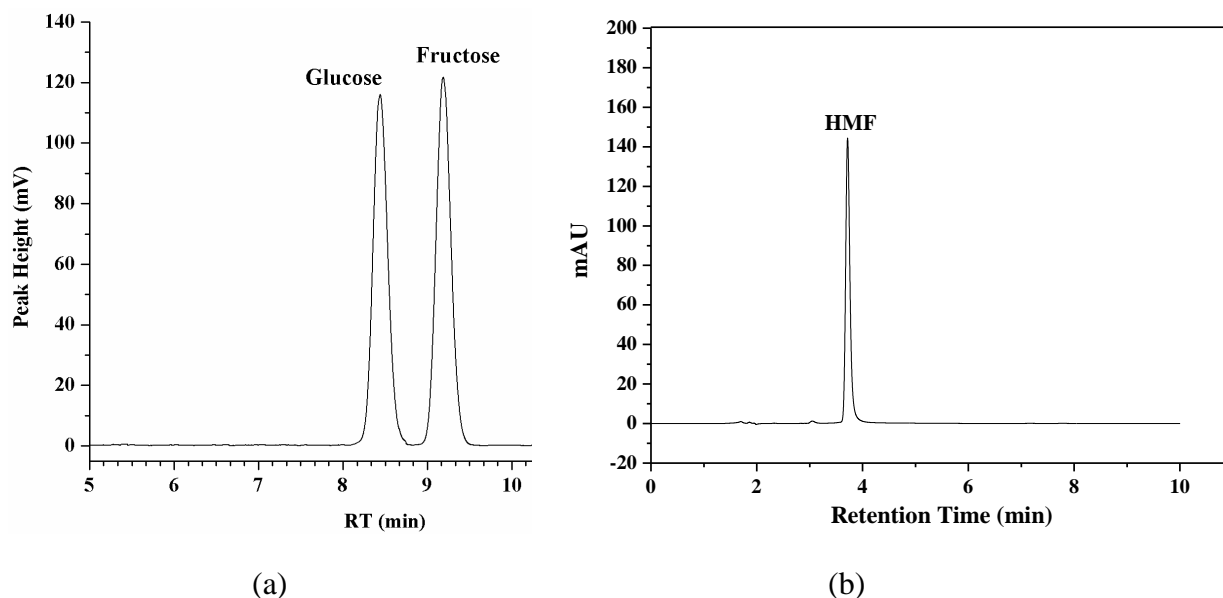 140
120
100
80
60
40
20
0
Peak Height (mV)
Glucose
Fructose
5 6 7 8 9 10
RT (min)
(a)
200
180
160
140
120
100
80
60
40
20
0
-20
mAU
HMF
0 2 4 6 8 10
Retention Time (min)
(b)